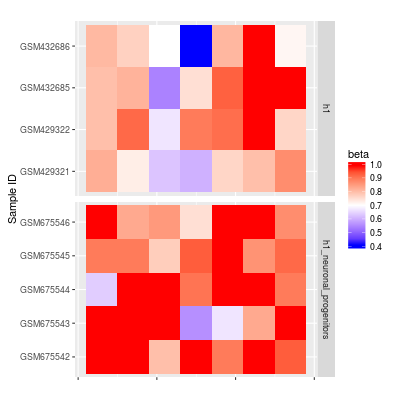 GSM432686
GSM432685
GSM429322
GSM429321
h1
GSM675546
GSM675545
GSM675544
GSM675543
GSM675542
h1_neuronal_progenitors
Sample ID
beta
1.0
0.9
0.8
0.7
0.6
0.5
0.4